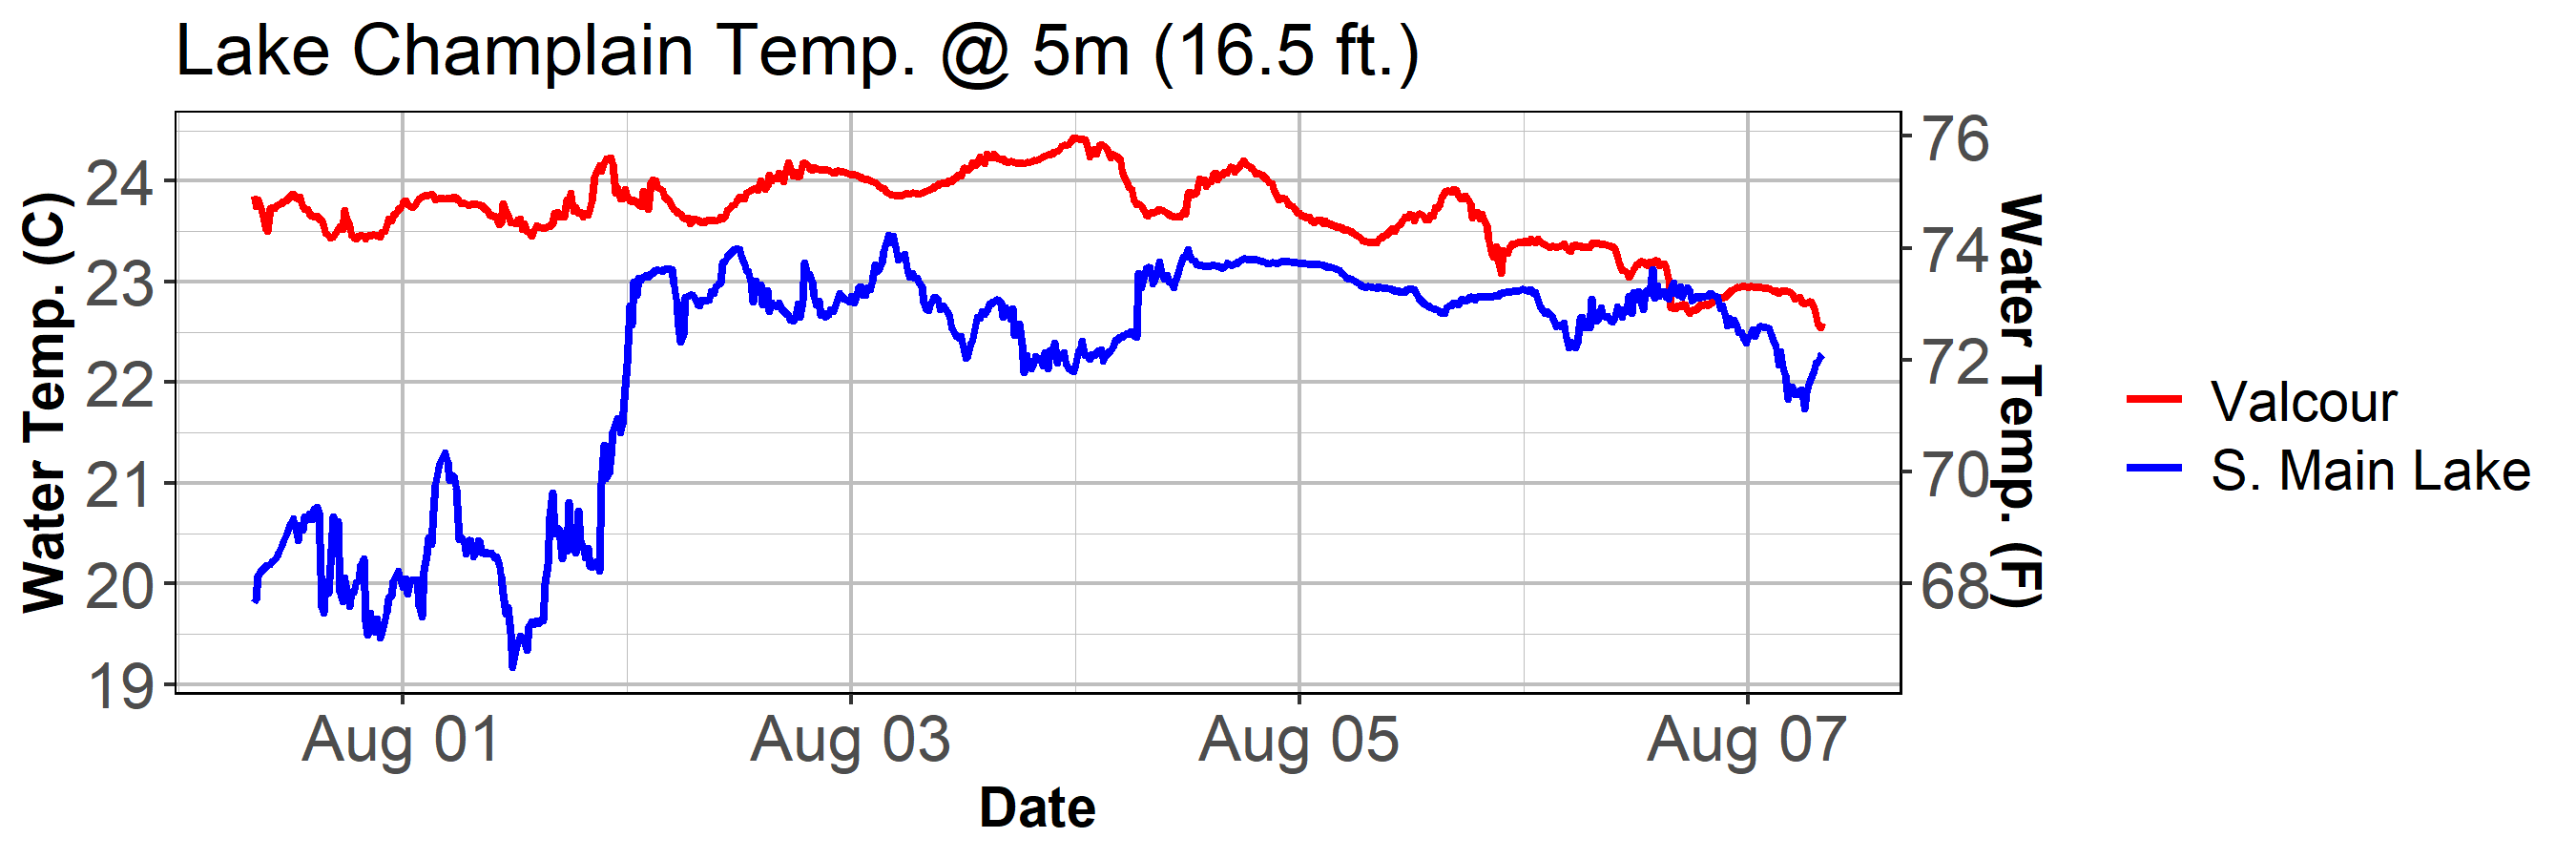 Lake Champlain Temp. @ 5m (16.5 ft.)
Water Temp. (C)
24
23
22
21
20
19
76
74
72
70
68
Water Temp. (F)
Aug 01
Aug 03
Aug 05
Aug 07
Date
Valcour
S. Main Lake